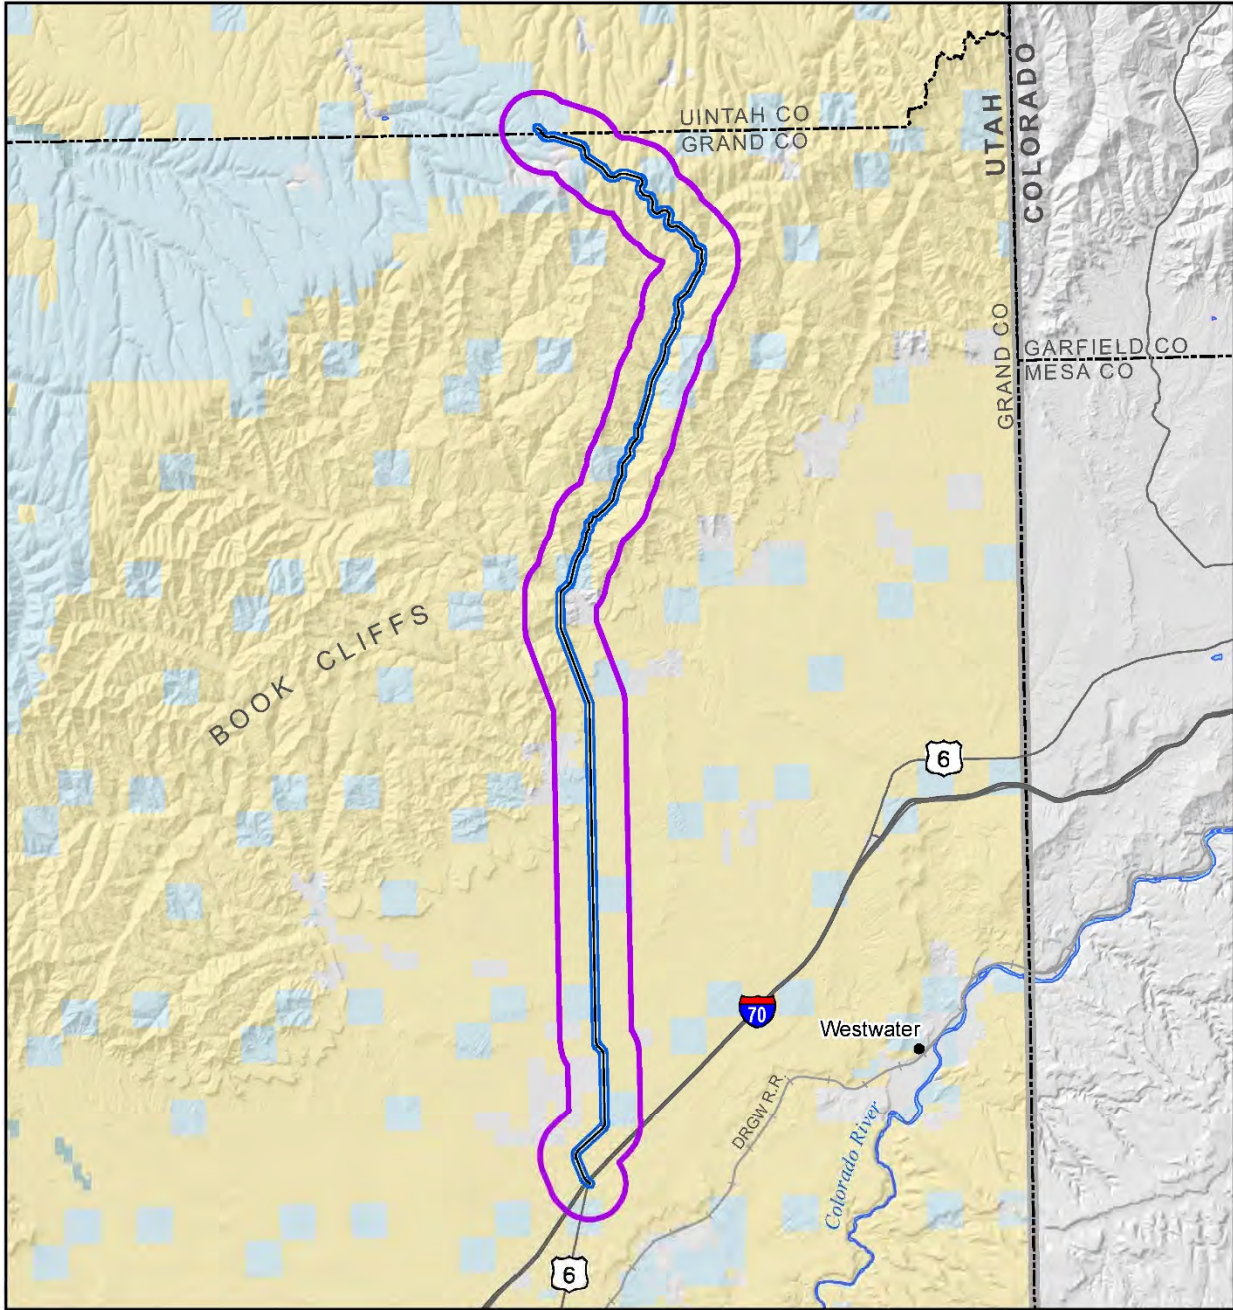 UINTAH CO
GRAND CO
UTAH
COLORADO
GRAND CO
GARFIELD CO
MESA CO
BOOK CLIFFS
6
70
Westwater
DRGW R.R.
Colorado River
6